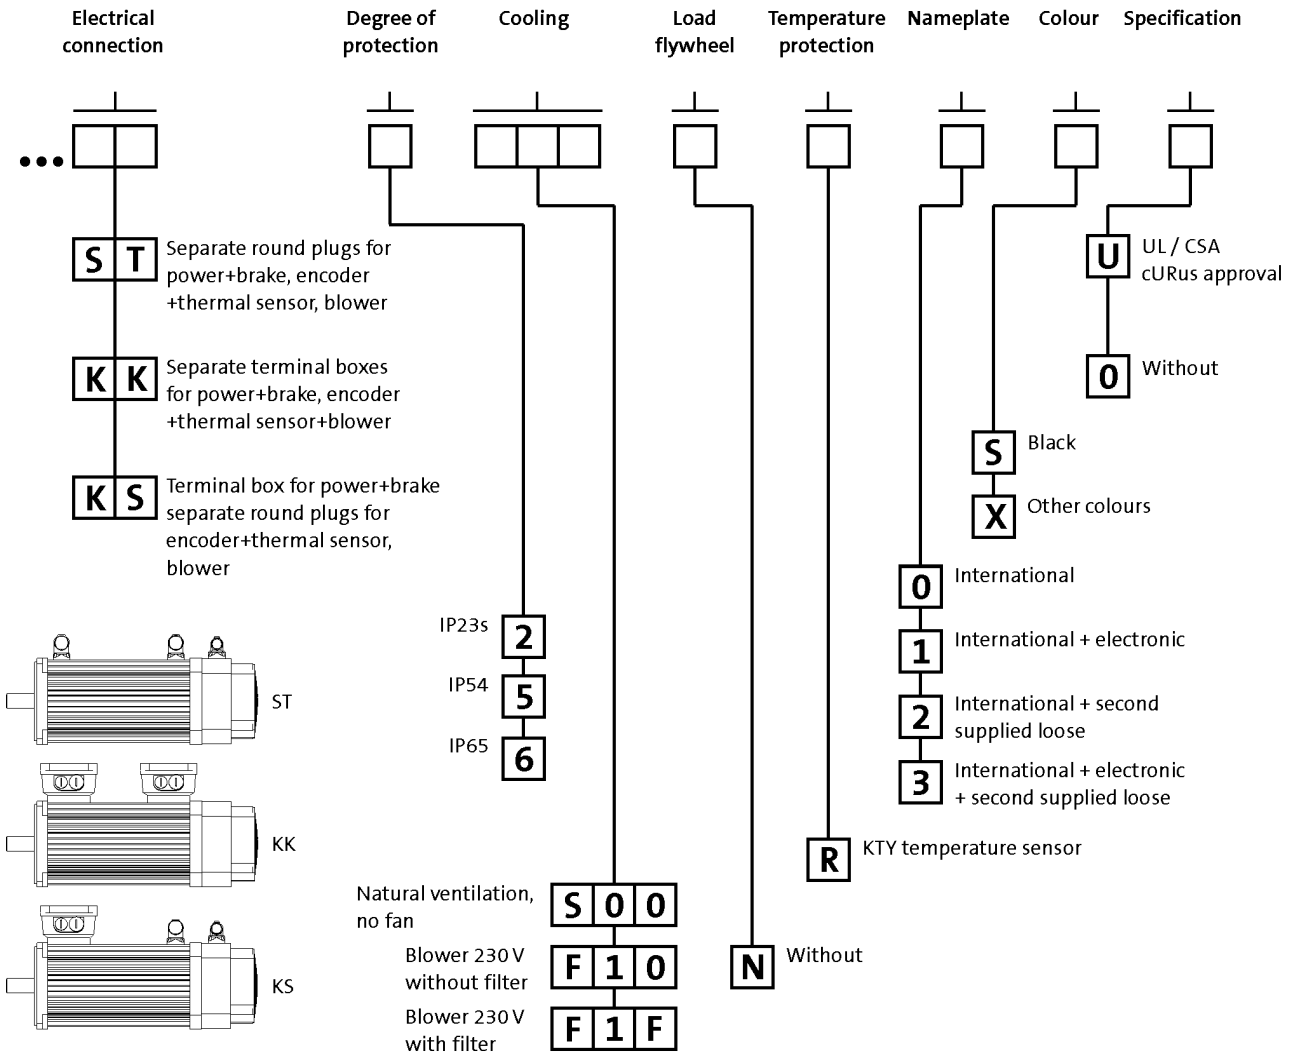 Electrical
connection
Degree of
protection
Cooling
Load
flywheel
Temperature
protection
Nameplate
Colour
Specification
S T
Separate round plugs for
power+brake, encoder
+thermal sensor, blower
K K
Separate terminal boxes
for power+brake, encoder
+thermal sensor+blower
K S
Terminal box for power+brake
separate round plugs for
encoder+thermal sensor,
blower
U
UL / CSA
cURus approval
0
Without
S
Black
X
Other colours
0
International
1
International + electronic
2
International + second
supplied loose
3
International + electronic
+ second supplied loose
IP23s
2
IP54
5
IP65
6
R
KTY temperature sensor
Natural ventilation,
no fan
S 0 0
Blower 230 V
without filter
F 1 0
Blower 230 V
with filter
F 1 F
N
Without
ST
KK
KS